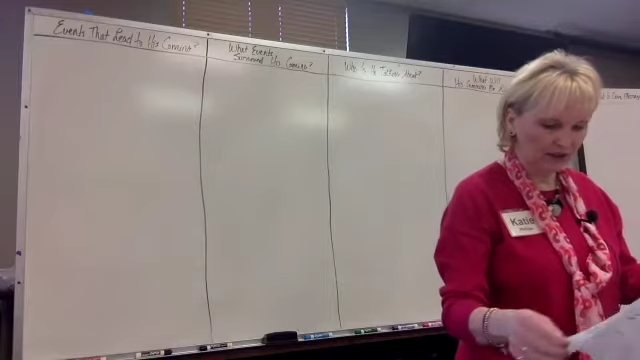 Events That Lead to His Coming?
What Events
Surround His Coming?
Who Is He Talking About?
What will
His Coming Be
Katie